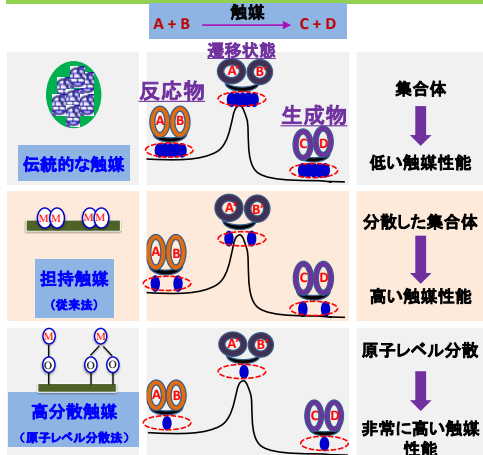 触媒
A + B
C + D
遷移状態
A' B'
反応物
A B
生成物
C D
伝統的な触媒
集合体
低い触媒性能
A' B'
M M M M
A B
C D
担持触媒
(従来法)
分散した集合体
高い触媒性能
M M
O O O
A' B'
A B
C D
高分散触媒
(原子レベル分散法)
原子レベル分散
非常に高い触媒
性能